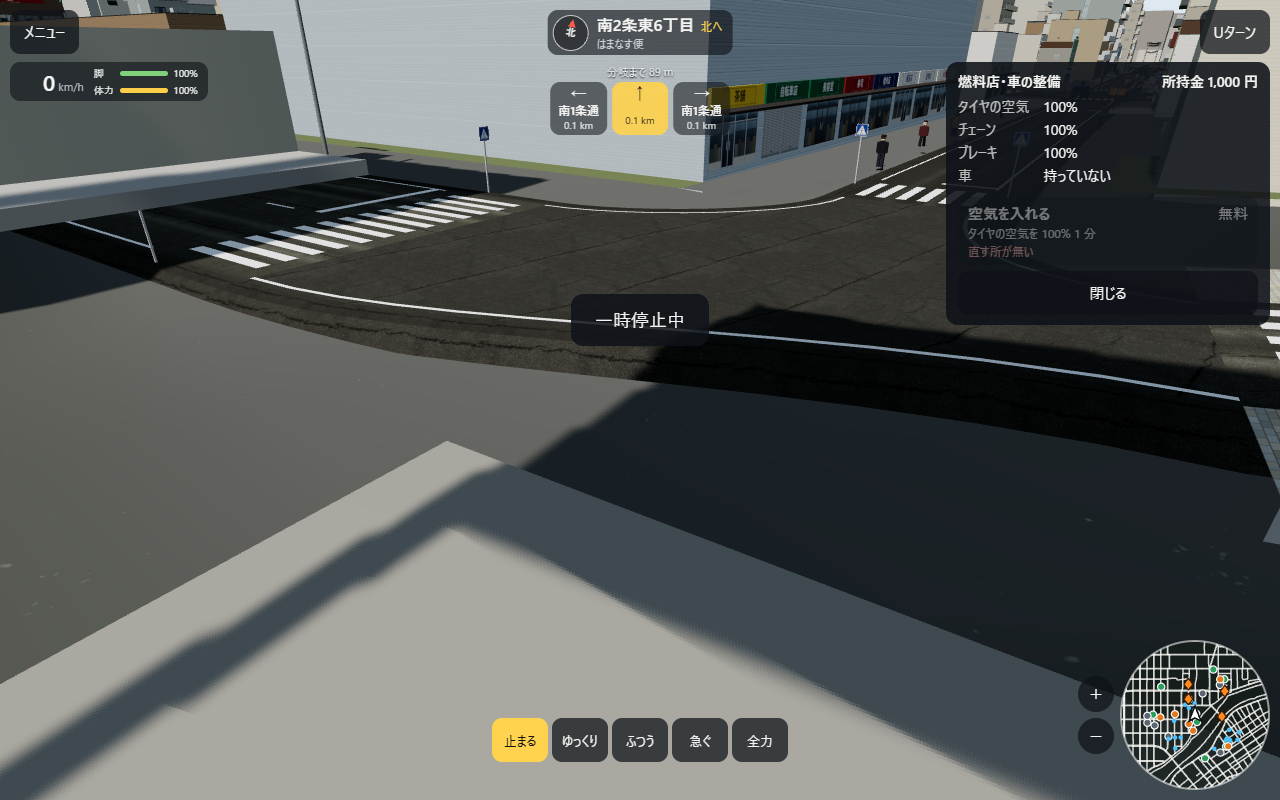 メニュー
0 km/h
脚 100%
体力 100%
北
南2条東6丁目 北へ
はまなす便
分岐まで 89 m
← ↑ →
南1条通 南1条通
0.1 km 0.1 km 0.1 km
Uターン
燃料店・車の整備 所持金 1,000 円
タイヤの空気 100%
チェーン 100%
ブレーキ 100%
車 持っていない
空気を入れる 無料
タイヤの空気を 100% 1 分
直す所が無い
閉じる
自転車店
一時停止中
+
−
止まる ゆっくり ふつう 急ぐ 全力